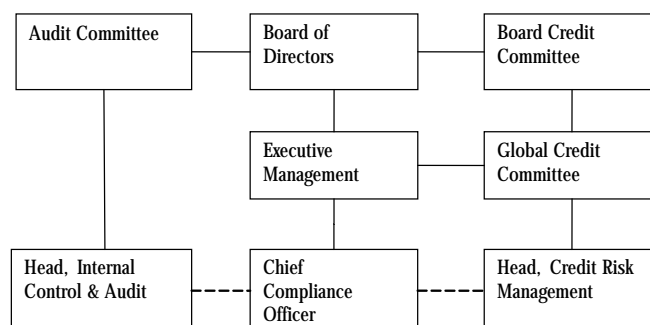 Audit Committee
Board of
Directors
Board Credit
Committee
Executive
Management
Global Credit
Committee
Head, Internal
Control & Audit
Chief
Compliance
Officer
Head, Credit Risk
Management